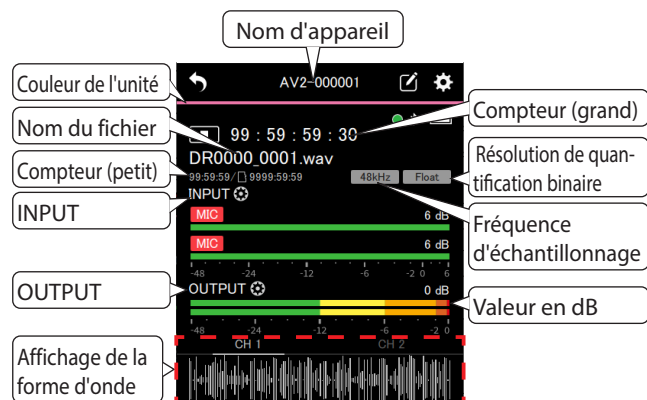 Nom d'appareil
AV2-000001
Couleur de l'unité
Compteur (grand)
99 : 59 : 59 : 30
Nom du fichier
DR0000_0001.wav
Compteur (petit)
99:59:59/ 9999:59:59
48kHz Float
Résolution de quan-
tification binaire
INPUT
INPUT
MIC 6 dB
MIC 6 dB
Fréquence
d'échantillonnage
-48 -24 -12 -6 -2 0 6
OUTPUT
OUTPUT 0 dB
Valeur en dB
-48 -24 -12 -6 -2 0
CH 1 CH 2
Affichage de la
forme d'onde